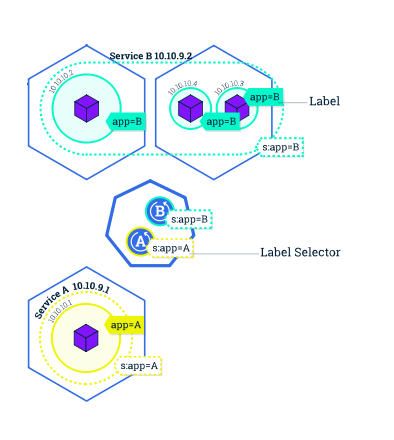 Service B 10.10.9.2
10.10.10.2
10.10.10.4
10.10.10.3
app=B
app=B
app=B
Label
s:app=B
B
s:app=B
A
s:app=A
Label Selector
Service A 10.10.9.1
10.10.10.1
app=A
s:app=A